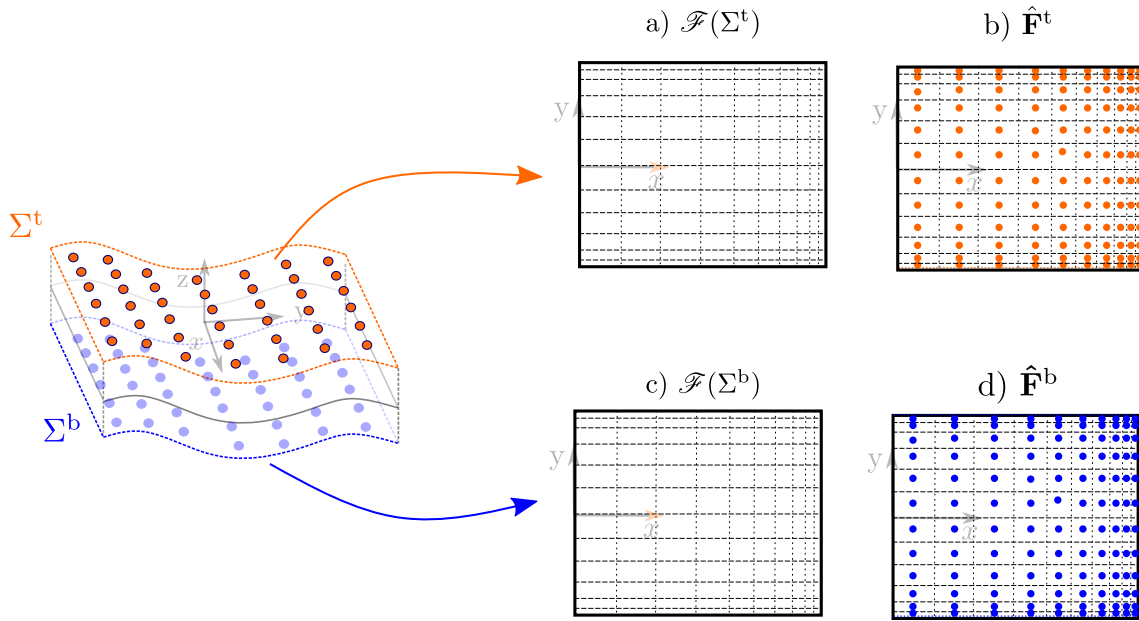 a) ℱ(Σᵗ)
b) F̂ᵗ
y
x
y
x
Σᵗ
z
y
x
Σᵇ
c) ℱ(Σᵇ)
d) F̂ᵇ
y
x
y
x